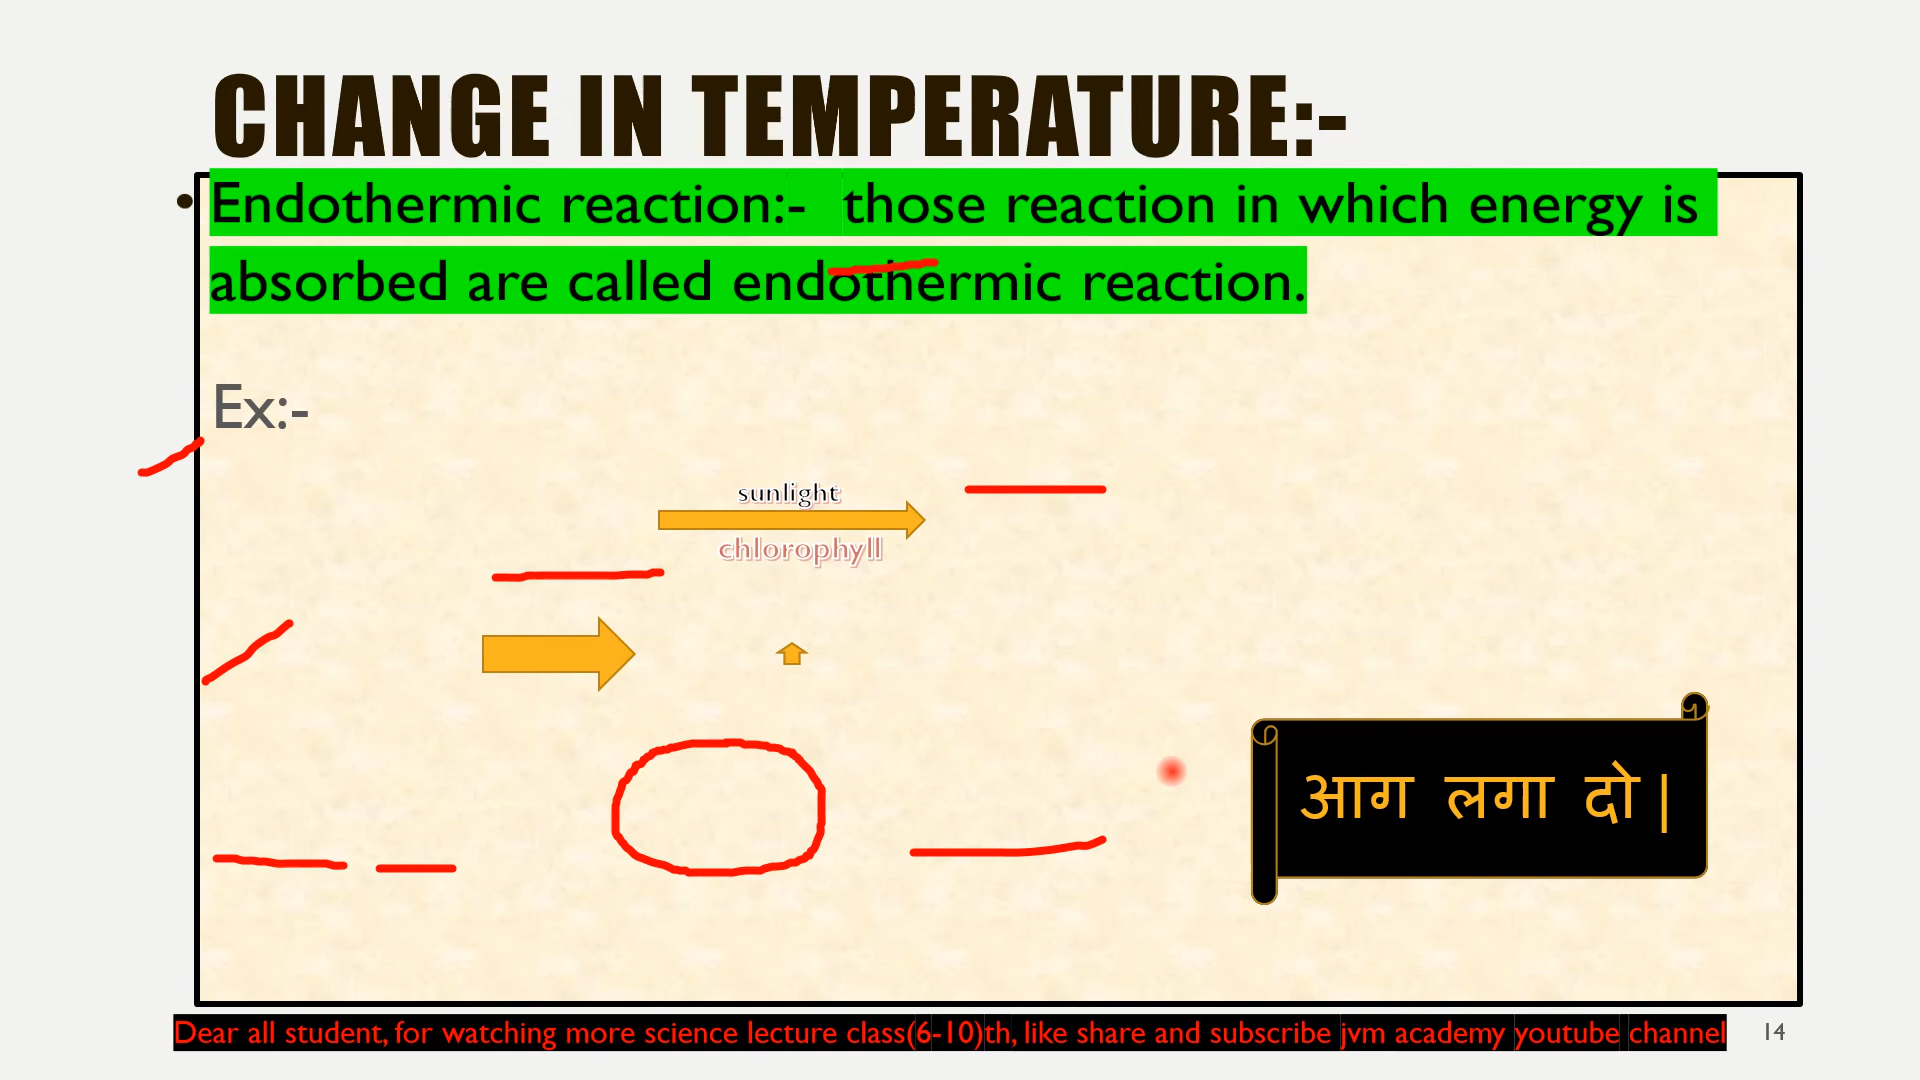 CHANGE IN TEMPERATURE:-
• Endothermic reaction:- those reaction in which energy is
absorbed are called endothermic reaction.
Ex:-
sunlight
chlorophyll
आग लगा दो |
Dear all student, for watching more science lecture class(6-10)th, like share and subscribe jvm academy youtube channel
14